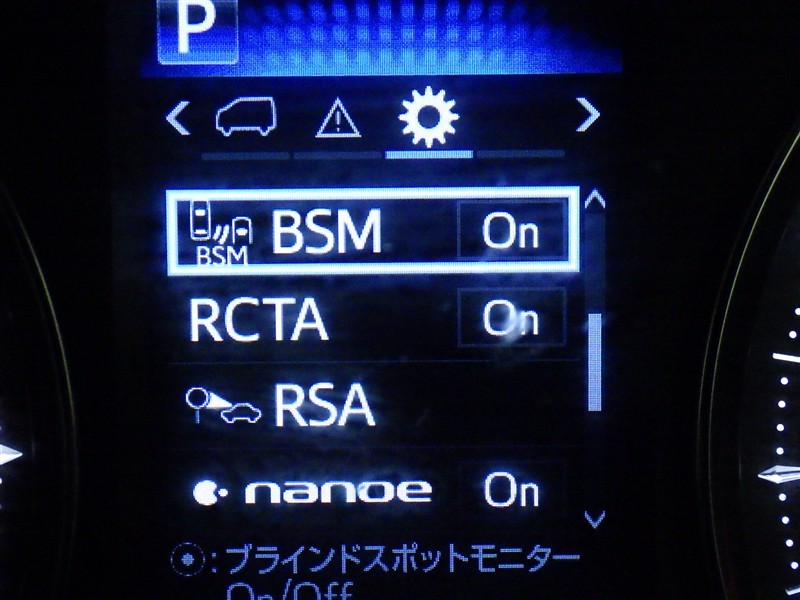 P
BSM BSM On
RCTA On
RSA
nanoe On
: ブラインドスポットモニター
On/Off